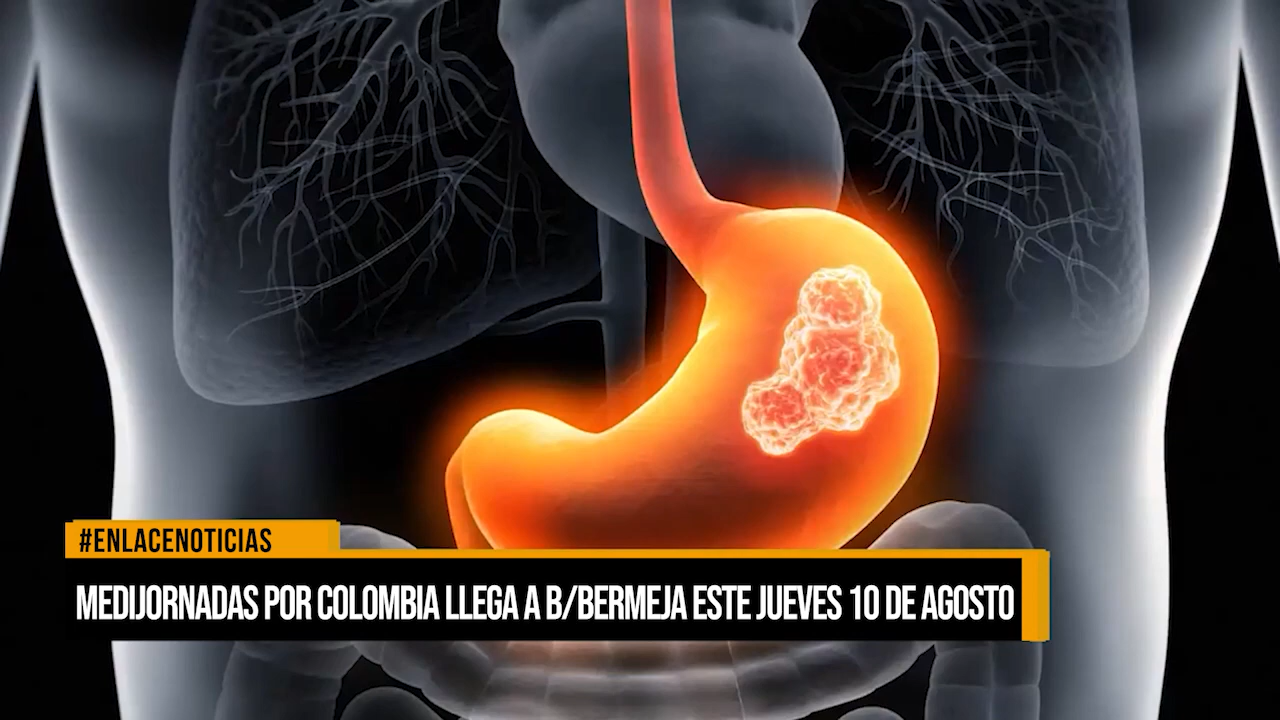 #ENLACENOTICIAS
MEDIJORNADAS POR COLOMBIA LLEGA A B/BERMEJA ESTE JUEVES 10 DE AGOSTO